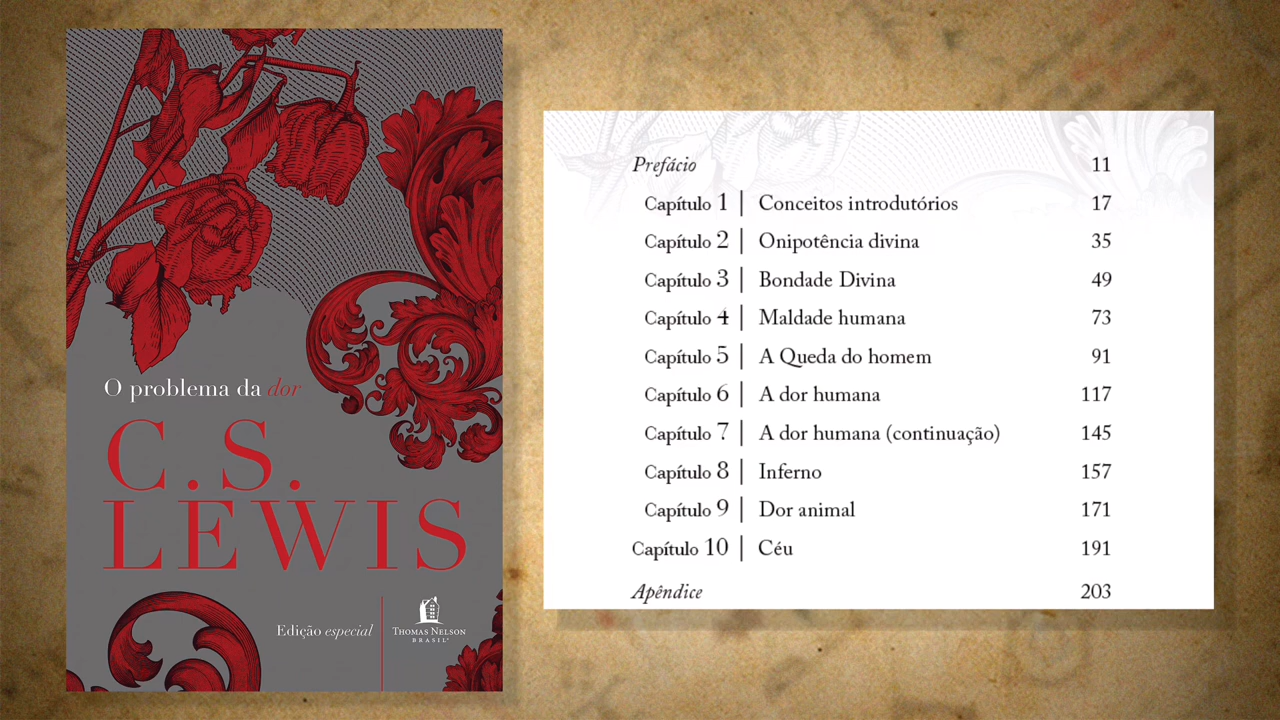 O problema da dor
C. S.
LEWIS
Edição especial
THOMAS NELSON
BRASIL®
Prefácio 11
Capítulo 1 | Conceitos introdutórios 17
Capítulo 2 | Onipotência divina 35
Capítulo 3 | Bondade Divina 49
Capítulo 4 | Maldade humana 73
Capítulo 5 | A Queda do homem 91
Capítulo 6 | A dor humana 117
Capítulo 7 | A dor humana (continuação) 145
Capítulo 8 | Inferno 157
Capítulo 9 | Dor animal 171
Capítulo 10 | Céu 191
Apêndice 203